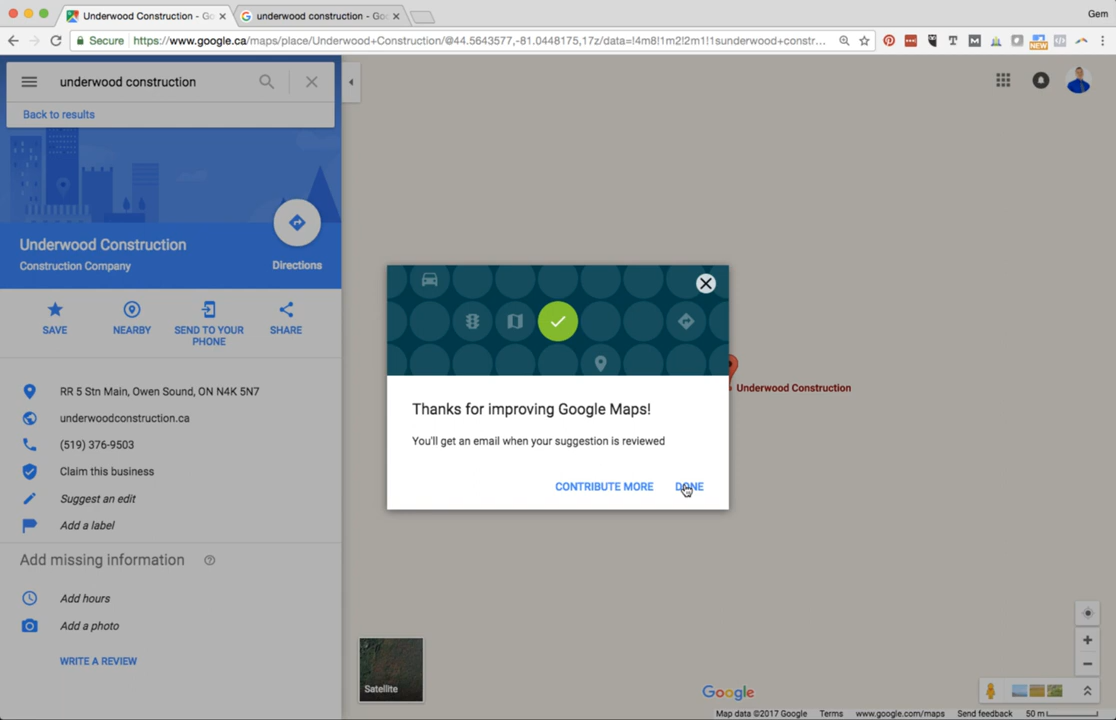 Underwood Construction - Go
underwood construction - Goo
Gem
Secure
https://www.google.ca/maps/place/Underwood+Construction/@44.5643577,-81.0448175,17z/data=!4m8!1m2!2m1!1sunderwood+constr...
NEW
underwood construction
Back to results
Underwood Construction
Construction Company
Directions
SAVE
NEARBY
SEND TO YOUR
PHONE
SHARE
RR 5 Stn Main, Owen Sound, ON N4K 5N7
underwoodconstruction.ca
(519) 376-9503
Claim this business
Suggest an edit
Add a label
Add missing information
Add hours
Add a photo
WRITE A REVIEW
Thanks for improving Google Maps!
You'll get an email when your suggestion is reviewed
CONTRIBUTE MORE
DONE
Underwood Construction
Satellite
Google
Map data ©2017 Google
Terms
www.google.com/maps
Send feedback
50 m